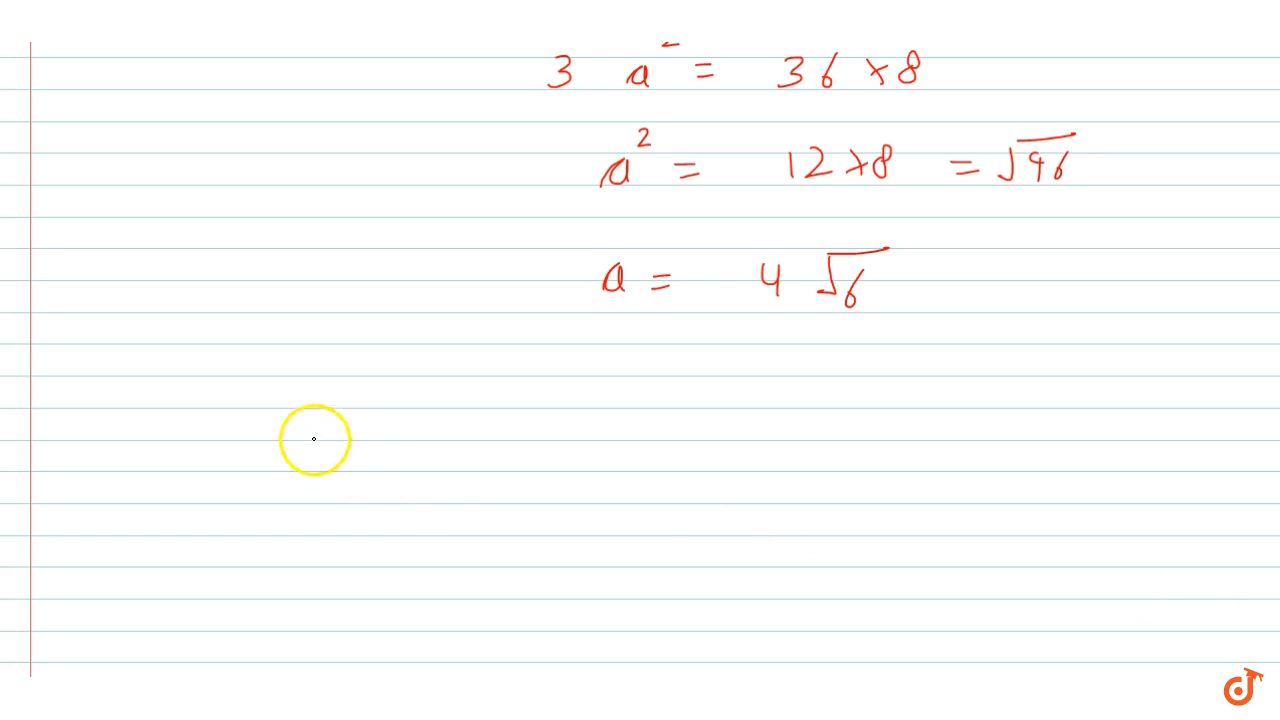 3 a² = 36 × 8
a² = 12 × 8 = √96
a = 4 √6